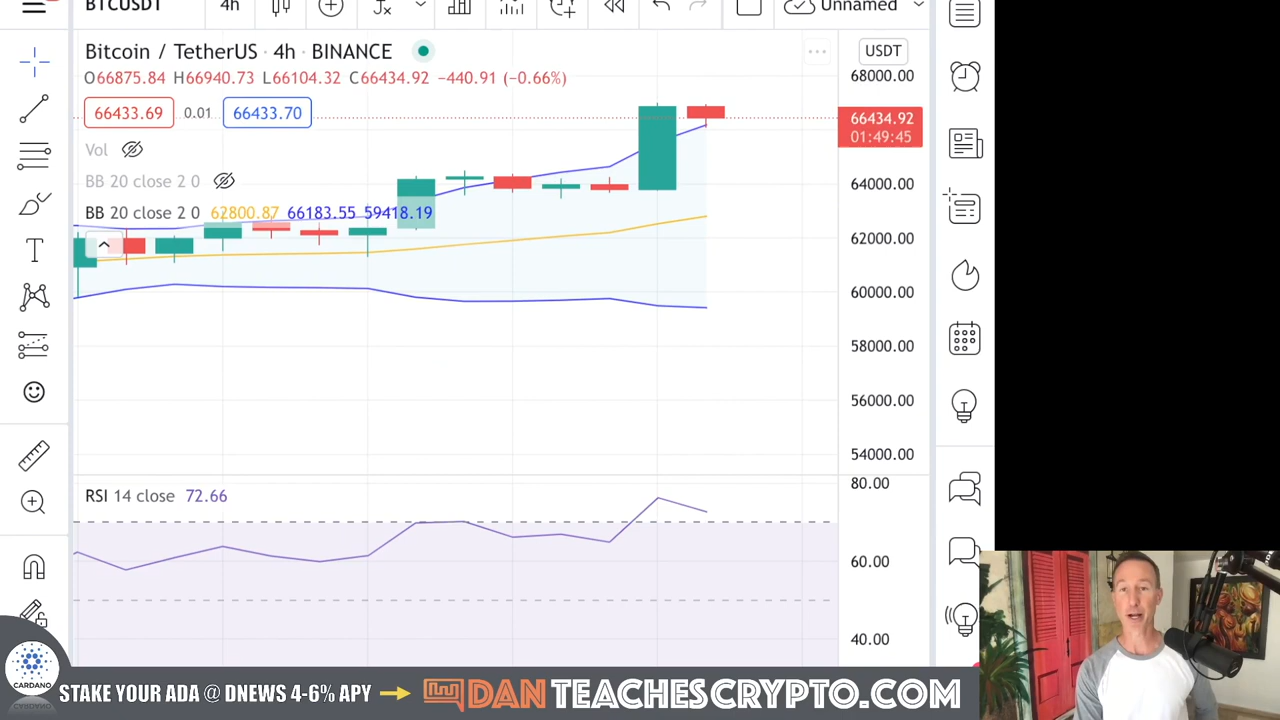 BTCUSDT 4h Unnamed
Bitcoin / TetherUS · 4h · BINANCE
USDT
O66875.84 H66940.73 L66104.32 C66434.92 −440.91 (−0.66%)
66433.69 0.01 66433.70
Vol
BB 20 close 2 0
BB 20 close 2 0 62800.87 66183.55 59418.19
68000.00
66434.92
01:49:45
64000.00
62000.00
60000.00
58000.00
56000.00
54000.00
RSI 14 close 72.66
80.00
60.00
40.00
CARDANO
STAKE YOUR ADA @ DNEWS 4-6% APY
DANTEACHESCRYPTO.COM